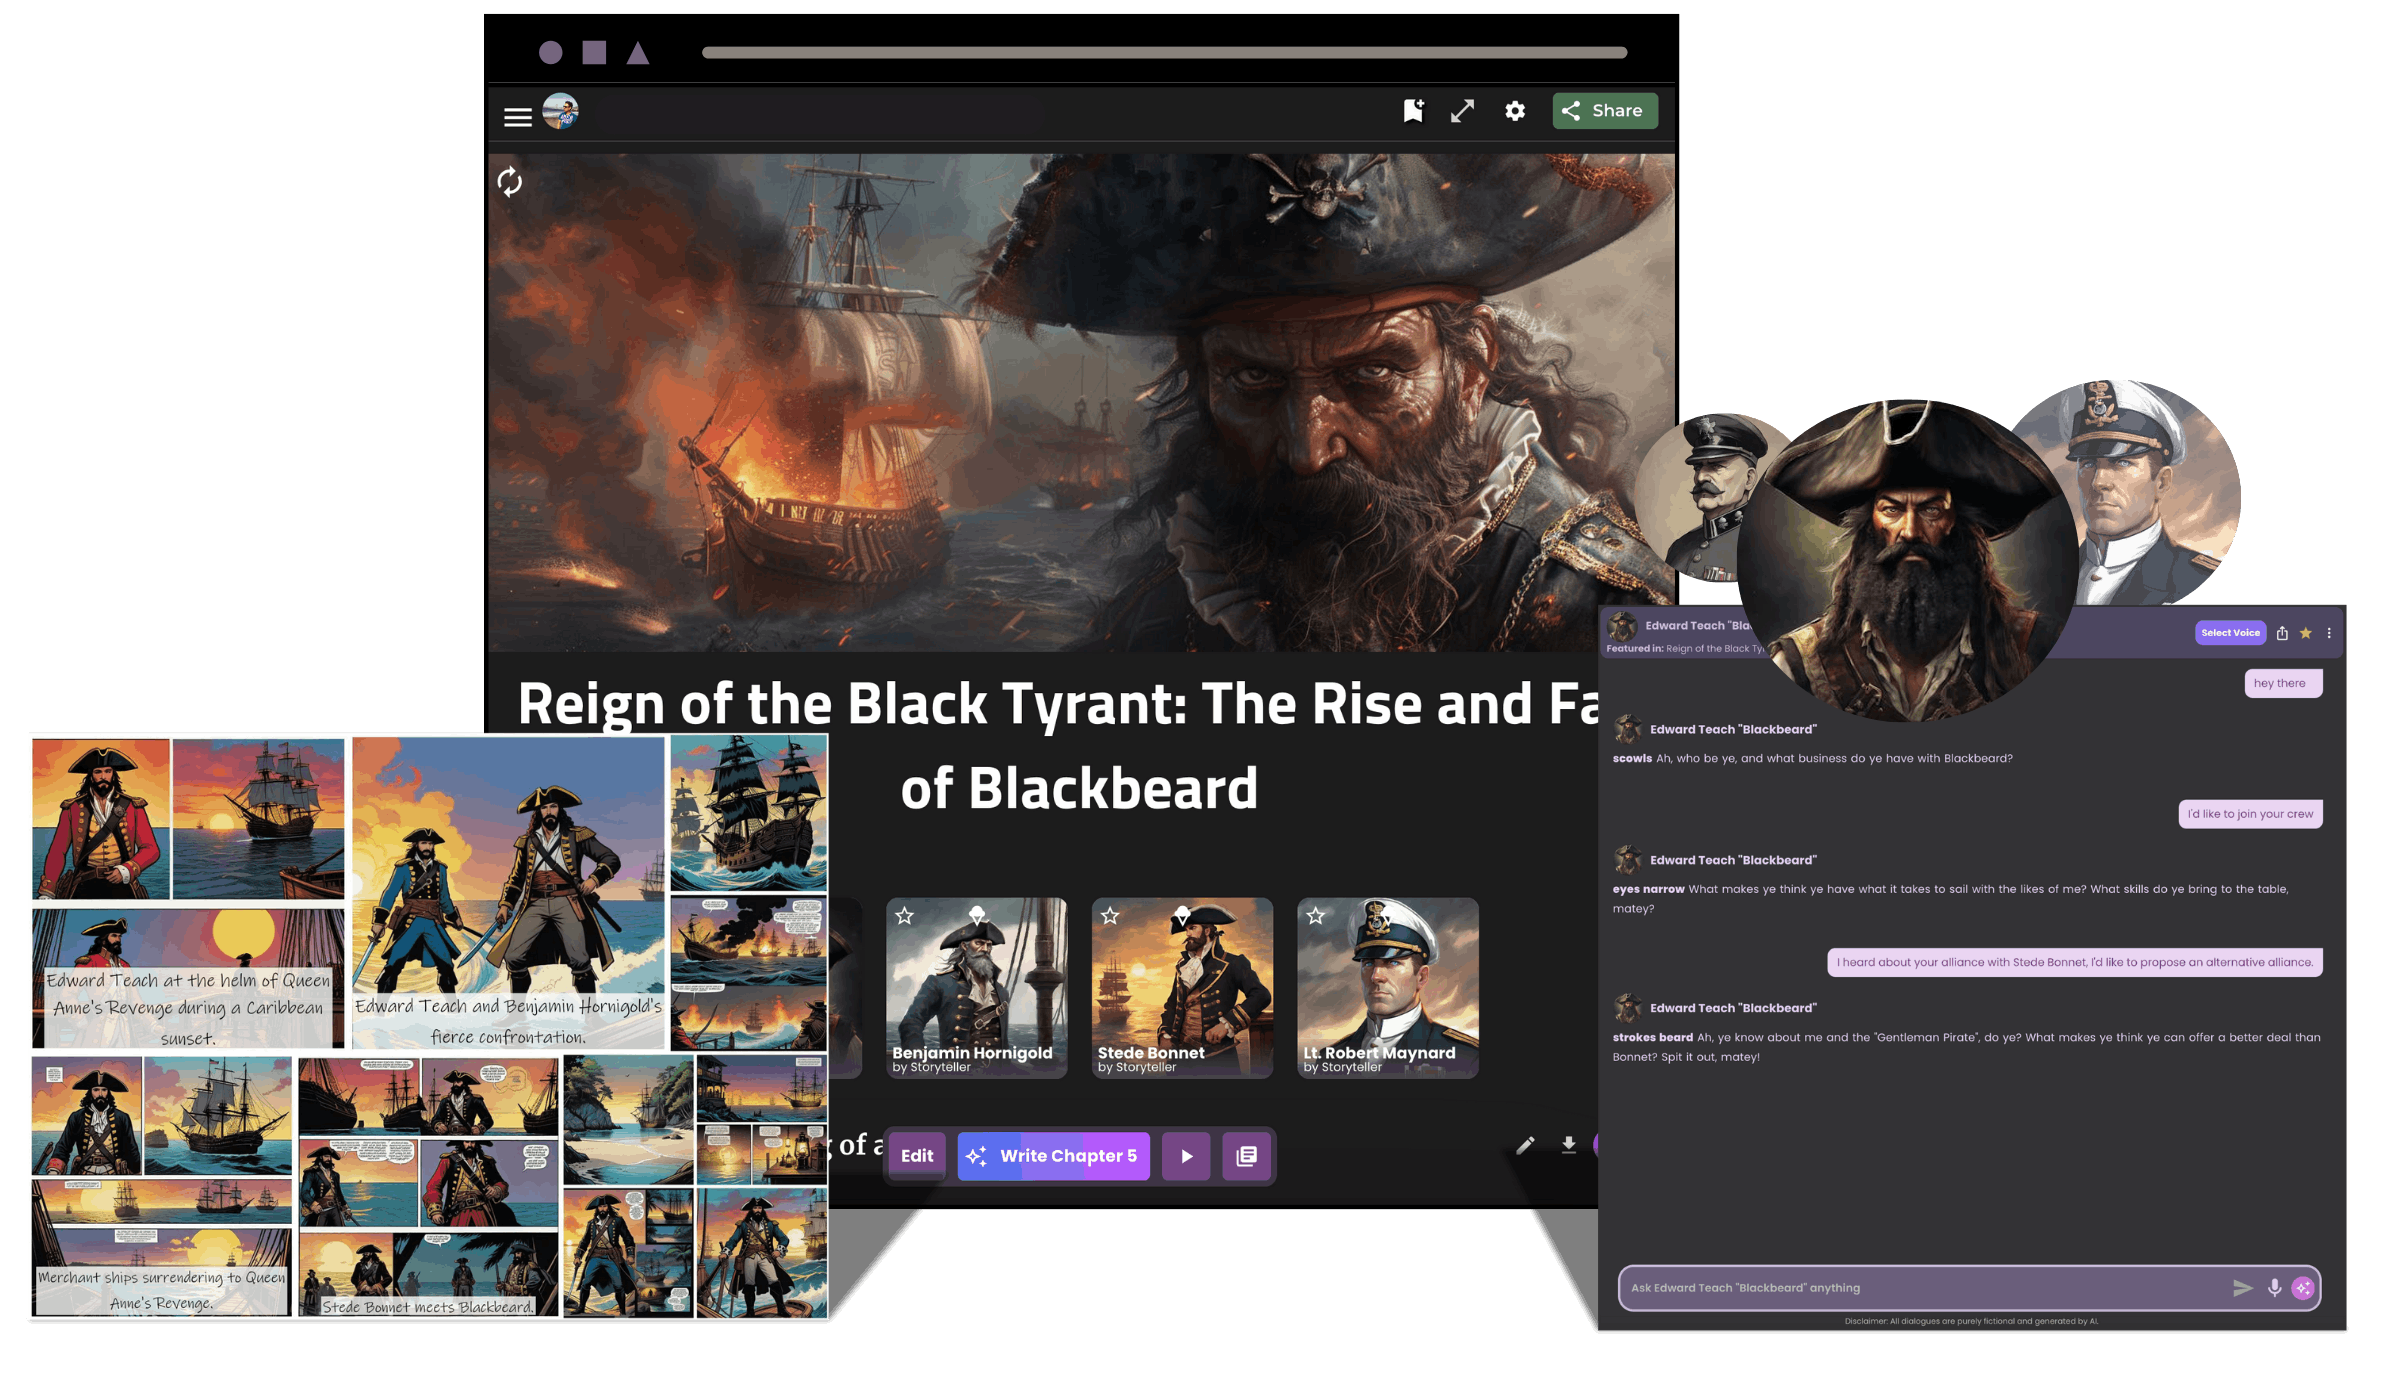 Share
Reign of the Black Tyrant: The Rise and Fa
of Blackbeard
Benjamin Hornigold
by Storyteller
Stede Bonnet
by Storyteller
Lt. Robert Maynard
by Storyteller
of a
Edit
Write Chapter 5
Edward Teach at the helm of Queen
Anne's Revenge during a Caribbean
sunset.
Edward Teach and Benjamin Hornigold's
fierce confrontation.
Merchant ships surrendering to Queen
Anne's Revenge.
Stede Bonnet meets Blackbeard.
Edward Teach "Bla
Featured in: Reign of the Black Ty
Select Voice
hey there
Edward Teach "Blackbeard"
scowls Ah, who be ye, and what business do ye have with Blackbeard?
I'd like to join your crew
Edward Teach "Blackbeard"
eyes narrow What makes ye think ye have what it takes to sail with the likes of me? What skills do ye bring to the table,
matey?
I heard about your alliance with Stede Bonnet, I'd like to propose an alternative alliance.
Edward Teach "Blackbeard"
strokes beard Ah, ye know about me and the "Gentleman Pirate", do ye? What makes ye think ye can offer a better deal than
Bonnet? Spit it out, matey!
Ask Edward Teach "Blackbeard" anything
Disclaimer: All dialogues are purely fictional and generated by AI.